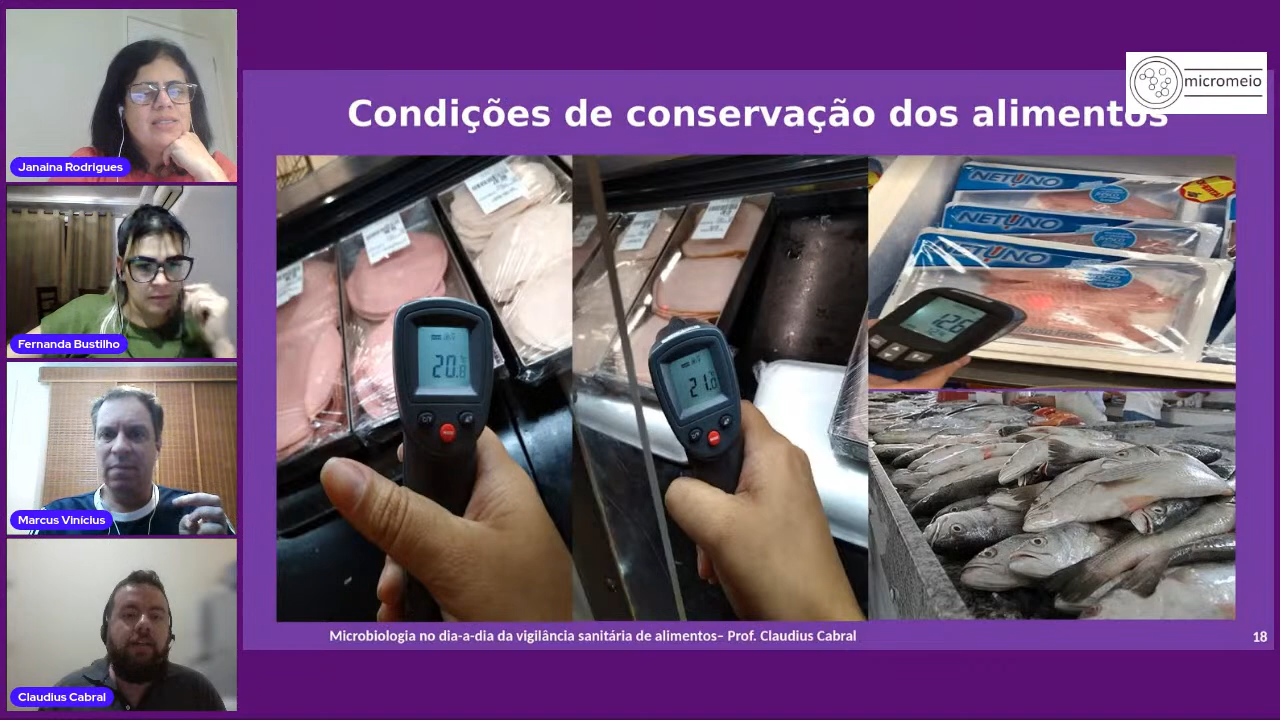 Condições de conservação dos alimentos
micromeio
Janaina Rodrigues
Fernanda Bustilho
Marcus Vinícius
Claudius Cabral
NETUNO
NETUNO
NETUNO
20.8
21.0
12.6
Microbiologia no dia-a-dia da vigilância sanitária de alimentos– Prof. Claudius Cabral
18